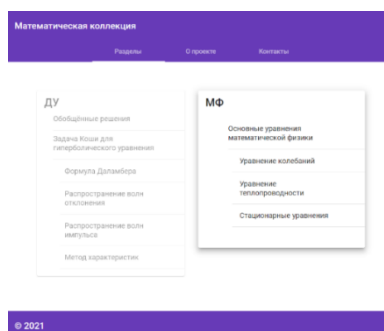 Математическая коллекция
Разделы
О проекте
Контакты
ДУ
Обобщённые решения
Задача Коши для
гиперболического уравнения
Формула Даламбера
Распространение волн
отклонения
Распространение волн
импульса
Метод характеристик
МФ
Основные уравнения
математической физики
Уравнение колебаний
Уравнение
теплопроводности
Стационарные уравнения
© 2021